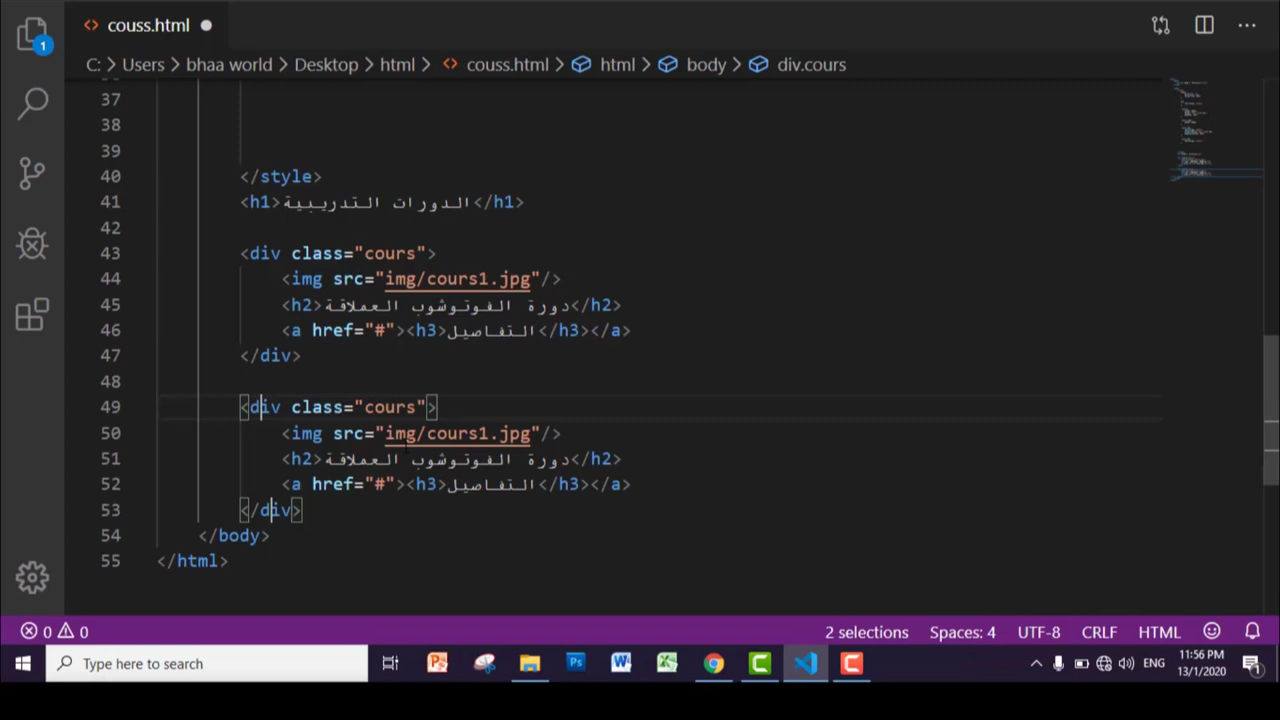 couss.html
C: > Users > bhaa world > Desktop > html > couss.html > html > body > div.cours
37
38
39
40 </style>
41 <h1>الدورات التدريبية</h1>
42
43 <div class="cours">
44 <img src="img/cours1.jpg"/>
45 <h2>دورة الفوتوشوب العملاقة</h2>
46 <a href="#"><h3>التفاصيل</h3></a>
47 </div>
48
49 <div class="cours">
50 <img src="img/cours1.jpg"/>
51 <h2>دورة الفوتوشوب العملاقة</h2>
52 <a href="#"><h3>التفاصيل</h3></a>
53 </div>
54 </body>
55 </html>
1
0 0 2 selections Spaces: 4 UTF-8 CRLF HTML
Type here to search
ENG 11:56 PM
13/1/2020
1